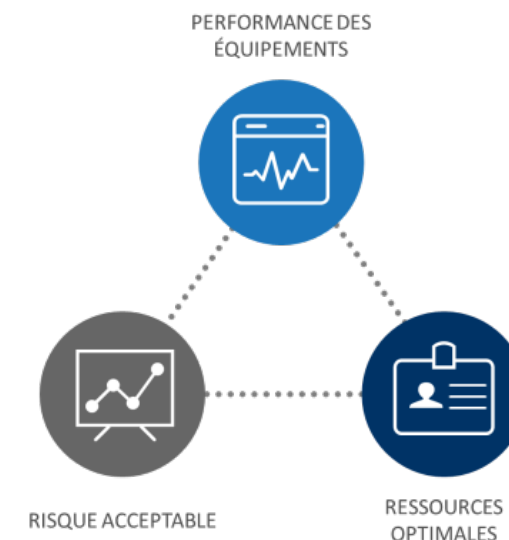 PERFORMANCE DES
ÉQUIPEMENTS
RISQUE ACCEPTABLE
RESSOURCES
OPTIMALES